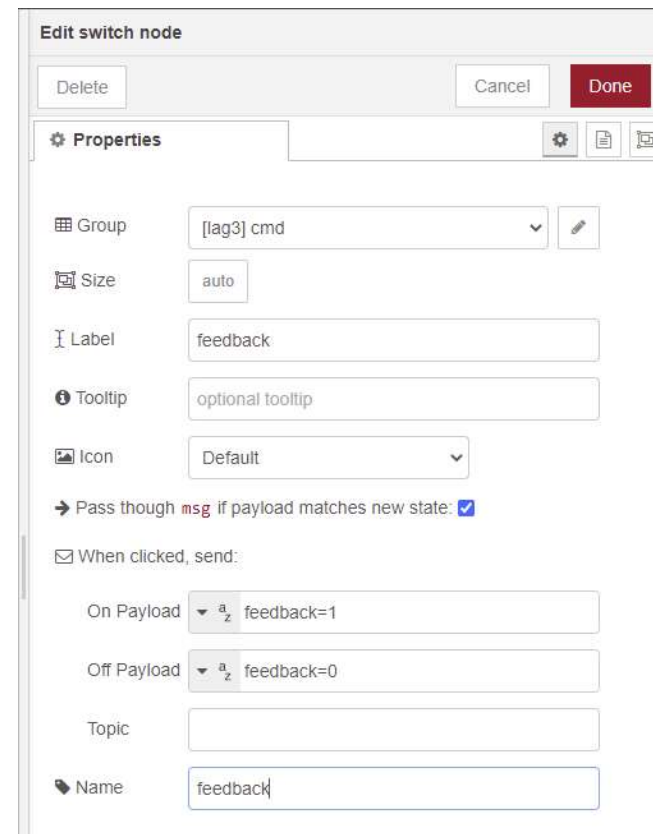 Edit switch node
Delete Cancel Done
Properties
Group [lag3] cmd
Size auto
Label feedback
Tooltip optional tooltip
Icon Default
Pass though msg if payload matches new state:
When clicked, send:
On Payload a z feedback=1
Off Payload a z feedback=0
Topic
Name feedback